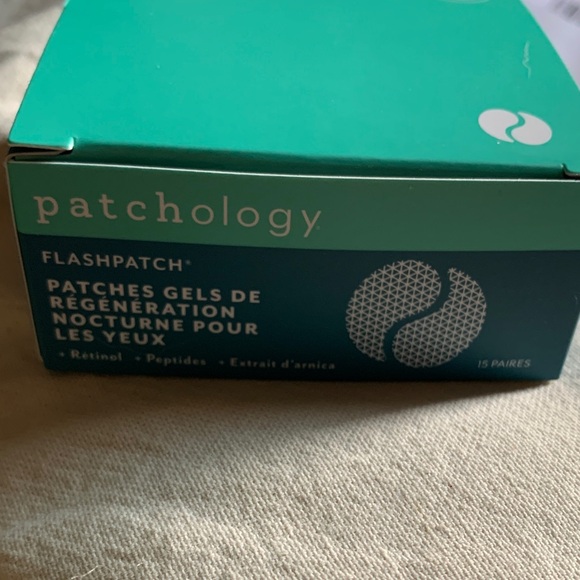 patchology
FLASHPATCH®
PATCHES GELS DE
RÉGÉNÉRATION
NOCTURNE POUR
LES YEUX
+ Rétinol + Peptides + Extrait d'arnica
15 PAIRES